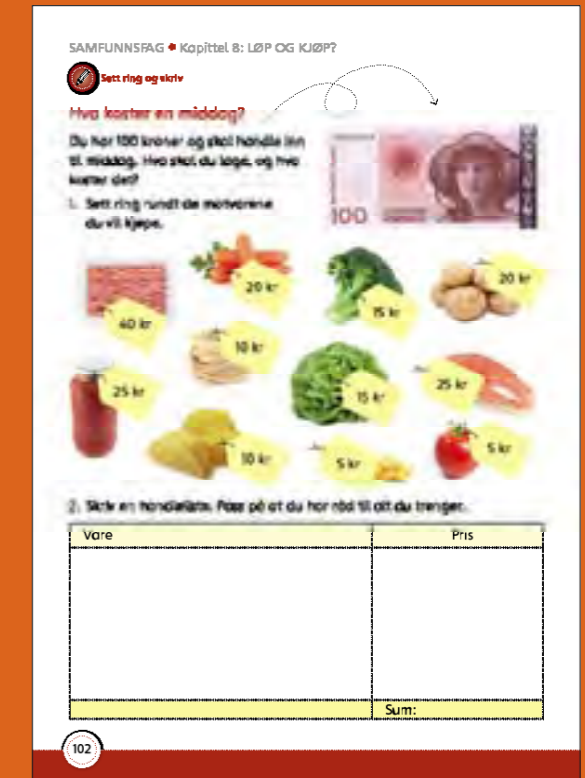 SAMFUNNSFAG • Kapittel 8: LØP OG KJØP?
Sett ring og skriv
Hva koster en middag?
Du har 100 kroner og skal handle inn
til middag. Hva skal du lage, og hva
koster det?
1. Sett ring rundt de matvarene
du vil kjøpe.
100
20 kr
20 kr
15 kr
40 kr
10 kr
25 kr
15 kr
25 kr
10 kr
5 kr
5 kr
2. Skriv en handleliste. Pass på at du har råd til alt du trenger.
Vare Pris
Sum:
102